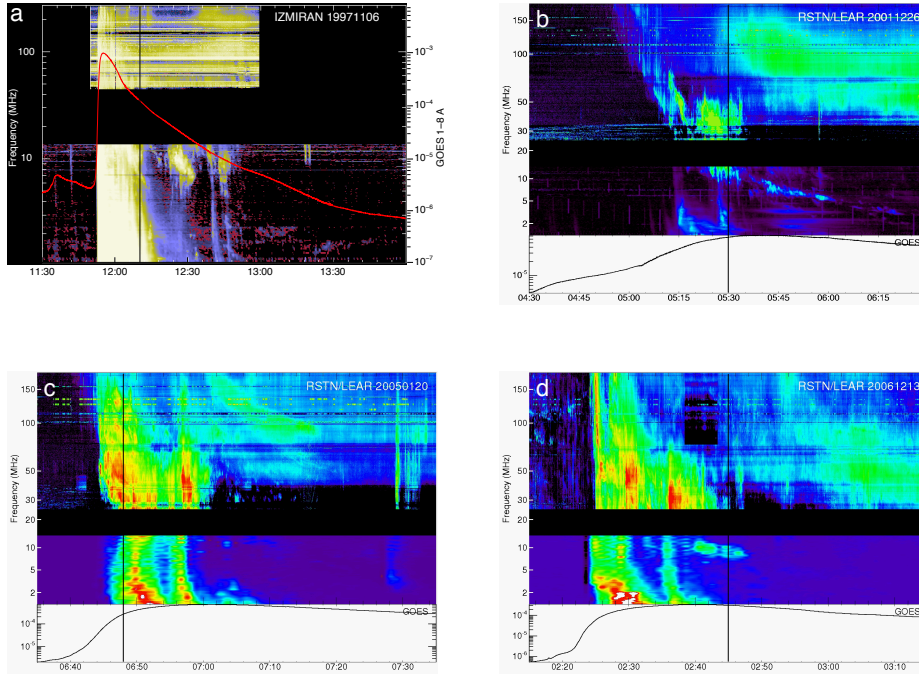 a
IZMIRAN 19971106
100
10
Frequency (MHz)
10⁻³
10⁻⁴
10⁻⁵
10⁻⁶
10⁻⁷
GOES 1-8 A
11:30 12:00 12:30 13:00 13:30
b
RSTN/LEAR 20011226
150
100
50
30
20
10
5
2
Frequency (MHz)
GOES
10⁻⁵
04:30 04:45 05:00 05:15 05:30 05:45 06:00 06:15
c
RSTN/LEAR 20050120
150
100
50
30
20
10
5
2
Frequency (MHz)
GOES
10⁻⁴
10⁻⁵
06:40 06:50 07:00 07:10 07:20 07:30
d
RSTN/LEAR 20061213
150
100
50
30
20
10
5
2
Frequency (MHz)
GOES
10⁻⁴
10⁻⁵
10⁻⁶
02:20 02:30 02:40 02:50 03:00 03:10